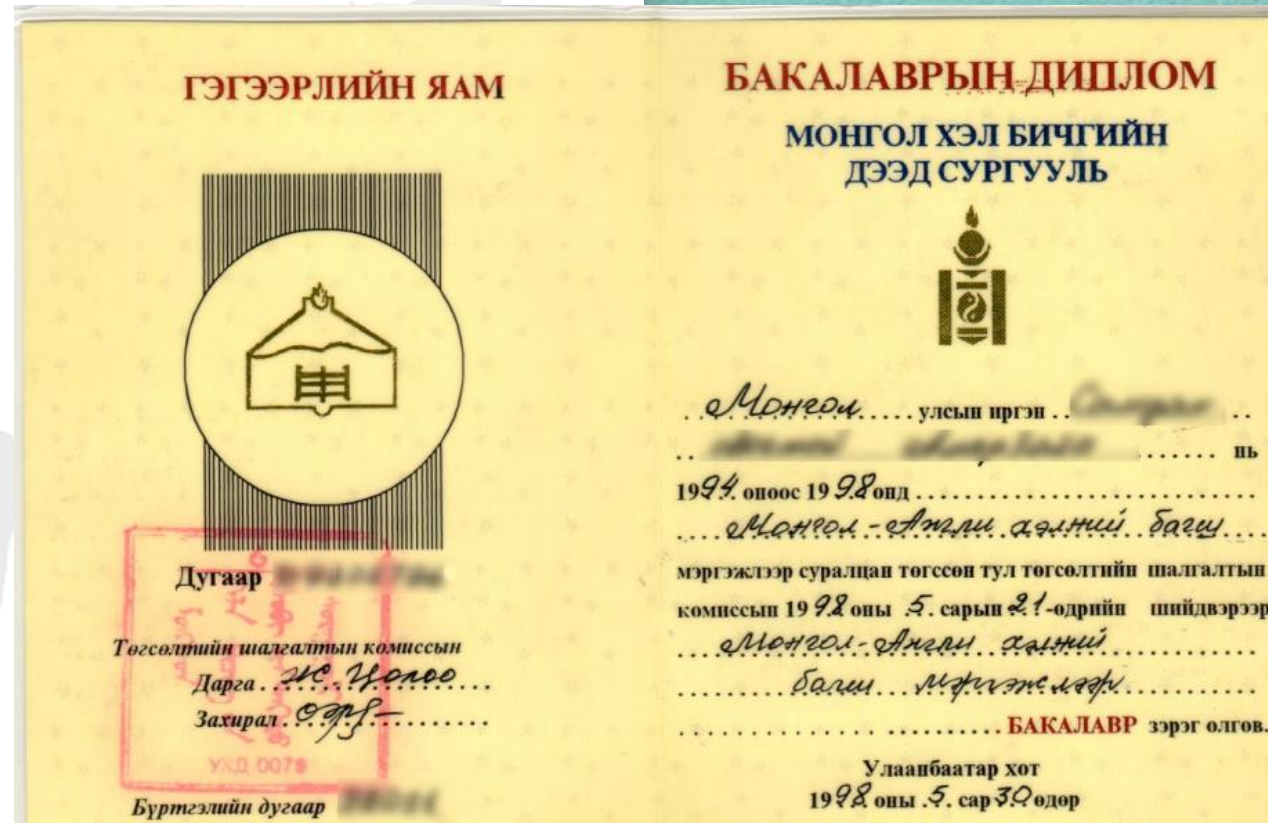 ГЭГЭЭРЛИЙН ЯАМ
Дугаар
Төгсөлтийн шалгалтын комиссын
Дарга . Ж. Цолоо
Захирал
УХД 0079
Бүртгэлийн дугаар
БАКАЛАВРЫН ДИПЛОМ
МОНГОЛ ХЭЛ БИЧГИЙН
ДЭЭД СУРГУУЛЬ
Монгол улсын иргэн
нь
1994 оноос 1998 онд
Монгол-Англи хэлний багш
мэргэжлээр суралцан төгссөн тул төгсөлтийн шалгалтын
комиссын 1998 оны 5. сарын 21-өдрийн шийдвэрээр
Монгол-Англи хэлний
багш мэргэжлээр
БАКАЛАВР зэрэг олгов.
Улаанбаатар хот
1998 оны 5. сар 30 өдөр